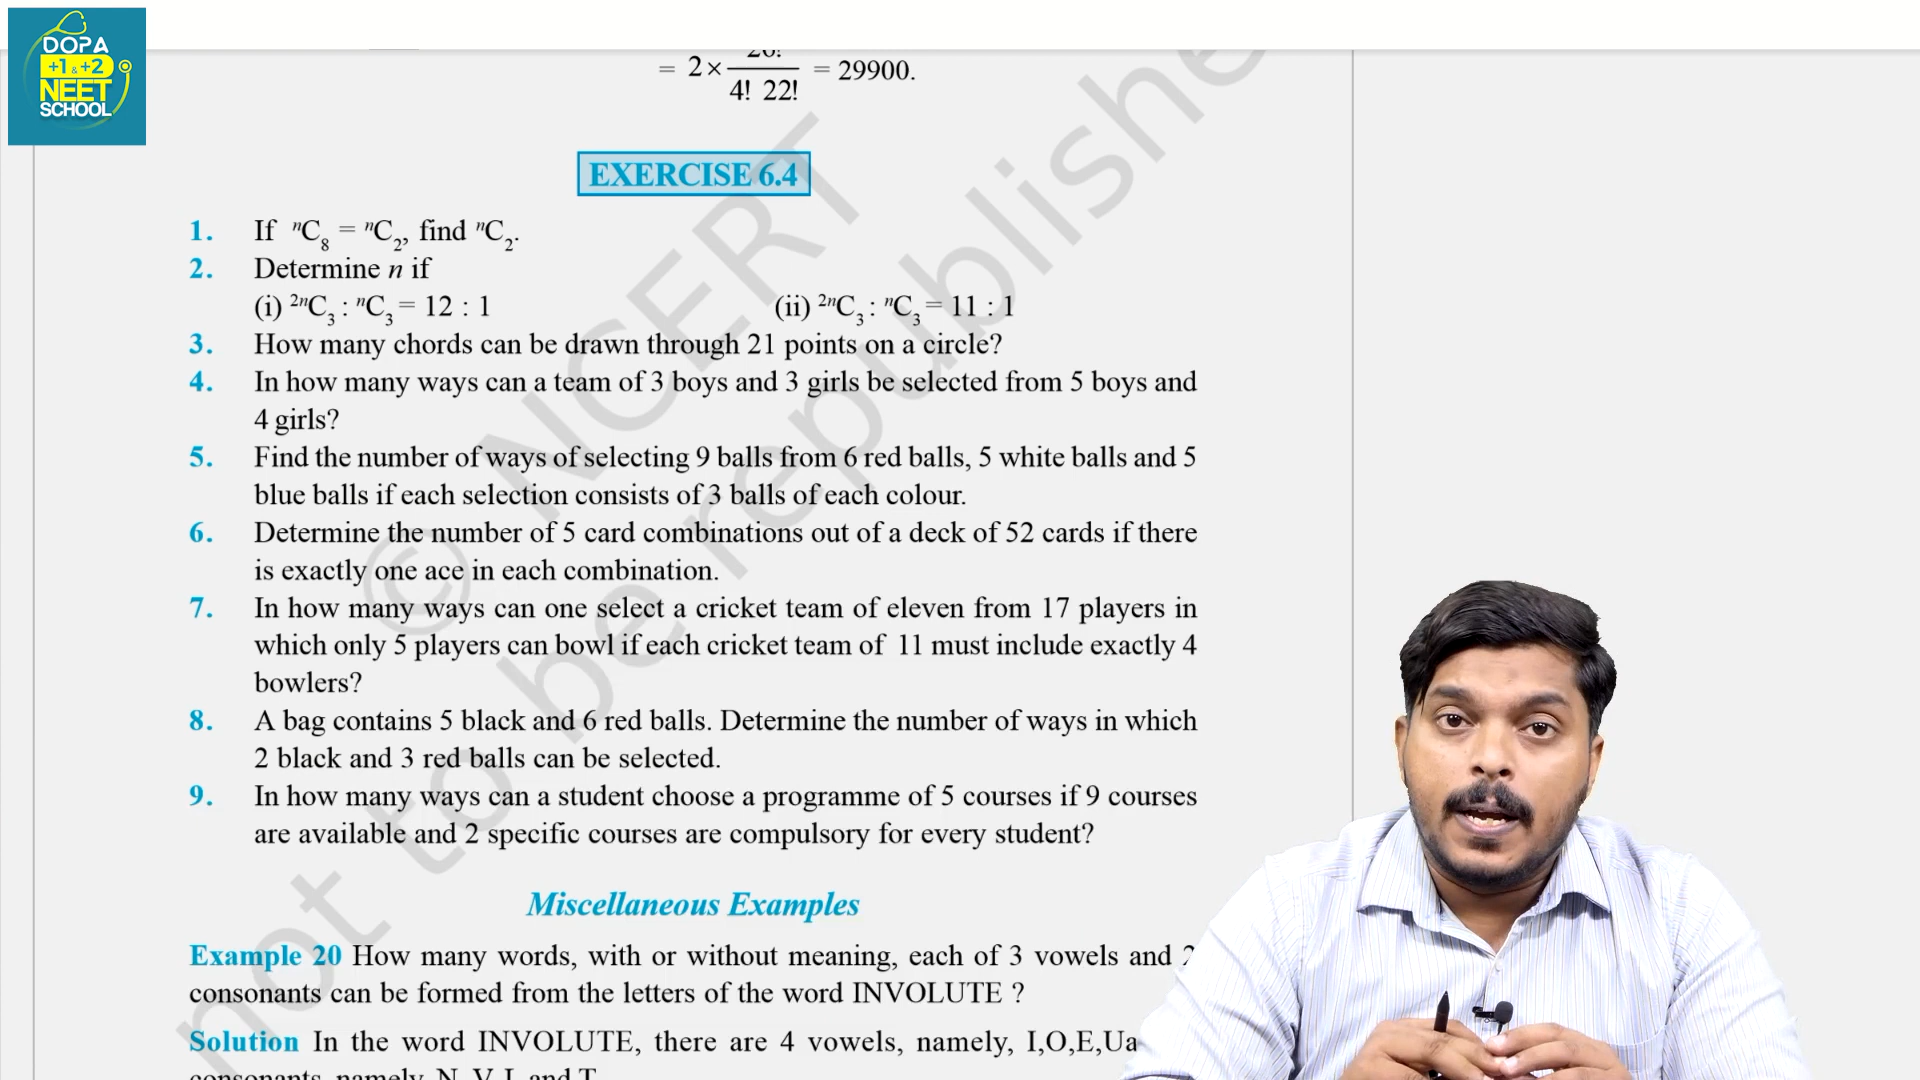 DOPA
+1 & +2
NEET
SCHOOL
= 2 × 26! / 4! 22! = 29900.
EXERCISE 6.4
1. If ⁿC₈ = ⁿC₂, find ⁿC₂.
2. Determine n if
(i) ²ⁿC₃ : ⁿC₃ = 12 : 1 (ii) ²ⁿC₃ : ⁿC₃ = 11 : 1
3. How many chords can be drawn through 21 points on a circle?
4. In how many ways can a team of 3 boys and 3 girls be selected from 5 boys and
4 girls?
5. Find the number of ways of selecting 9 balls from 6 red balls, 5 white balls and 5
blue balls if each selection consists of 3 balls of each colour.
6. Determine the number of 5 card combinations out of a deck of 52 cards if there
is exactly one ace in each combination.
7. In how many ways can one select a cricket team of eleven from 17 players in
which only 5 players can bowl if each cricket team of 11 must include exactly 4
bowlers?
8. A bag contains 5 black and 6 red balls. Determine the number of ways in which
2 black and 3 red balls can be selected.
9. In how many ways can a student choose a programme of 5 courses if 9 courses
are available and 2 specific courses are compulsory for every student?
Miscellaneous Examples
Example 20 How many words, with or without meaning, each of 3 vowels and 2
consonants can be formed from the letters of the word INVOLUTE ?
Solution In the word INVOLUTE, there are 4 vowels, namely, I,O,E,Ua
consonants, namely, N, V, L and T.
© NCERT
not to be republishe